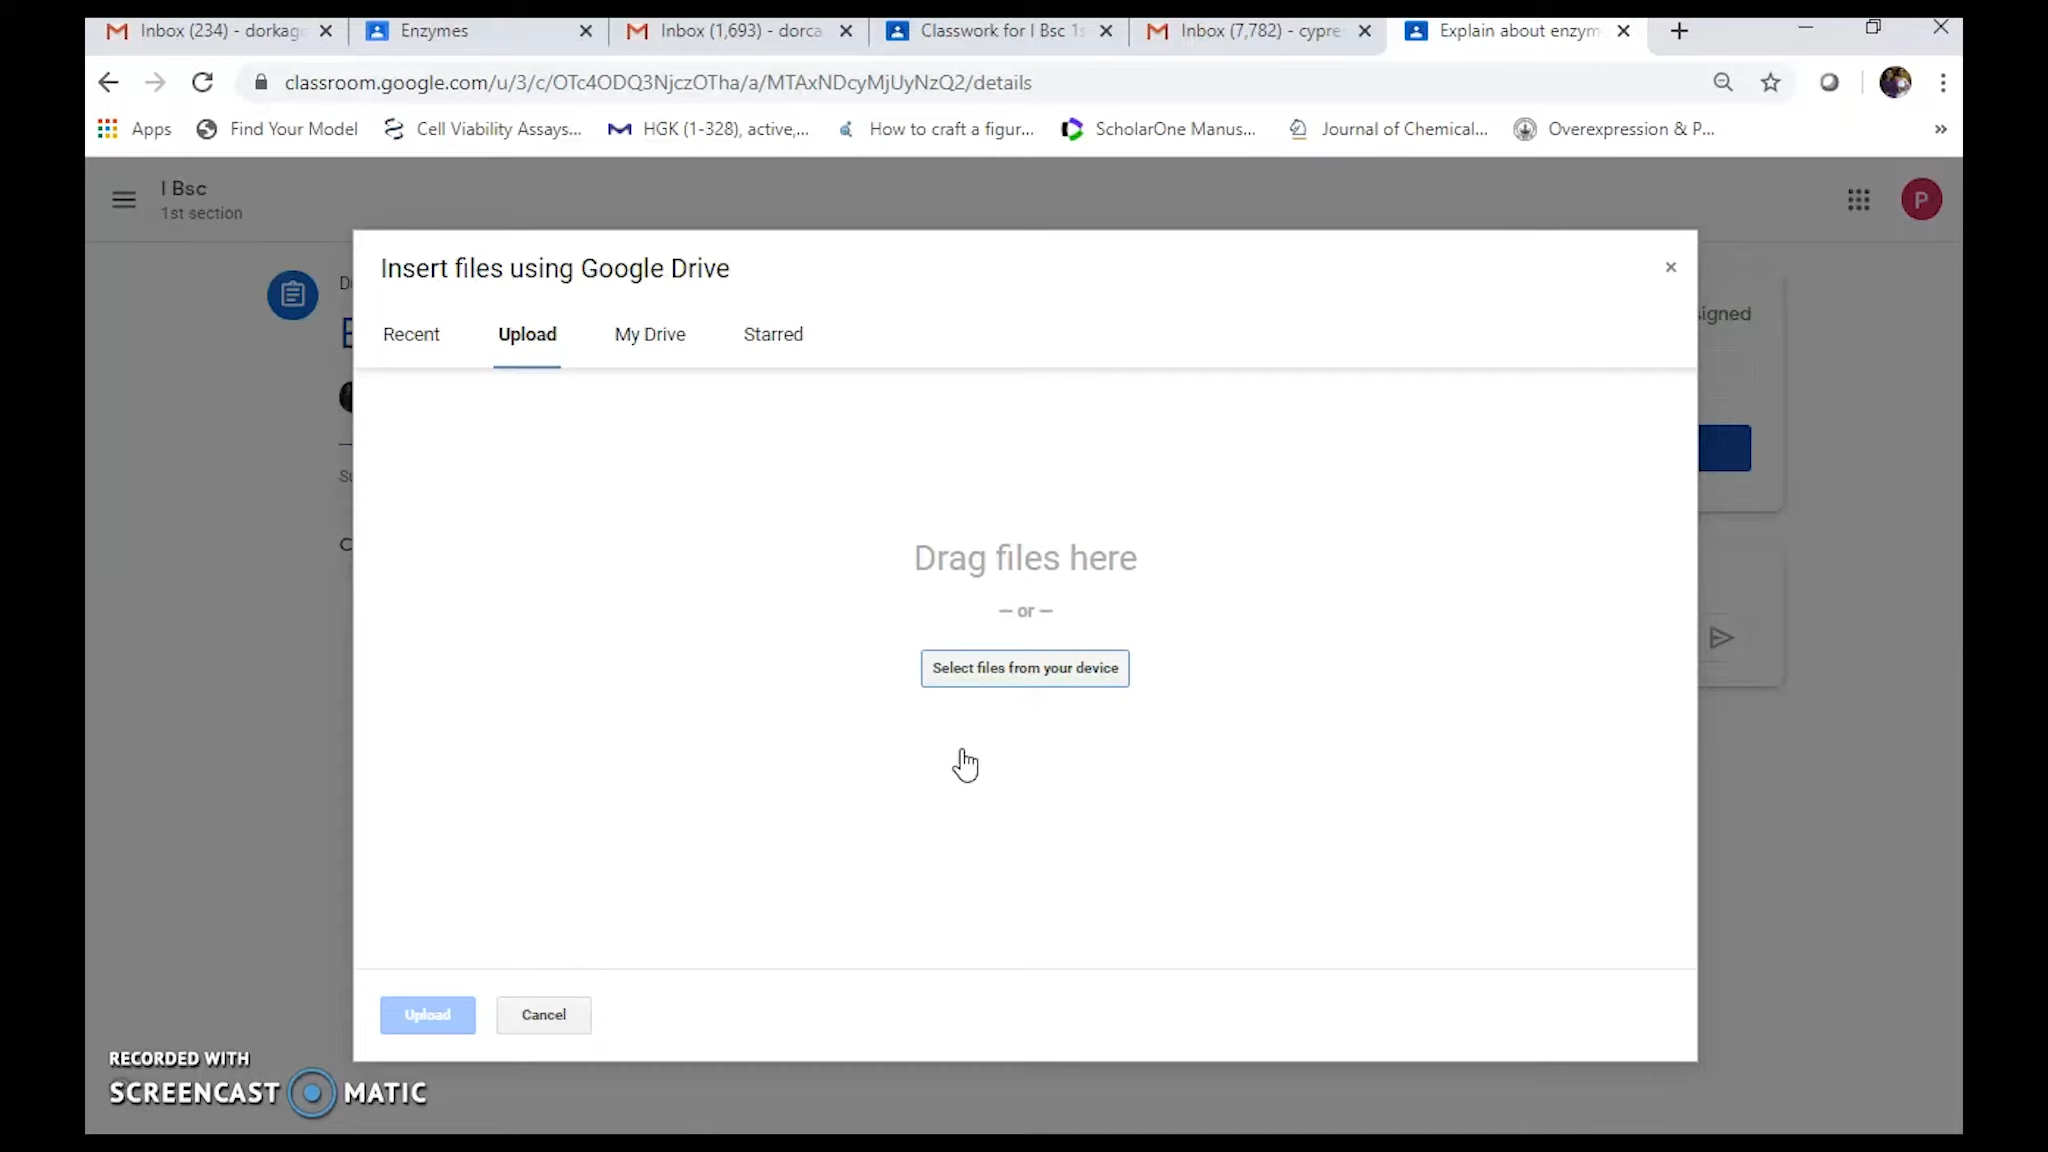 Inbox (234) - dorkag
Enzymes
Inbox (1,693) - dorca
Classwork for I Bsc 1s
Inbox (7,782) - cypre
Explain about enzym
classroom.google.com/u/3/c/OTc4ODQ3NjczOTha/a/MTAxNDcyMjUyNzQ2/details
Apps
Find Your Model
Cell Viability Assays...
HGK (1-328), active,...
How to craft a figur...
ScholarOne Manus...
Journal of Chemical...
Overexpression & P...
I Bsc
1st section
P
Insert files using Google Drive
igned
Recent
Upload
My Drive
Starred
Drag files here
— or —
Select files from your device
Upload
Cancel
RECORDED WITH
SCREENCAST MATIC